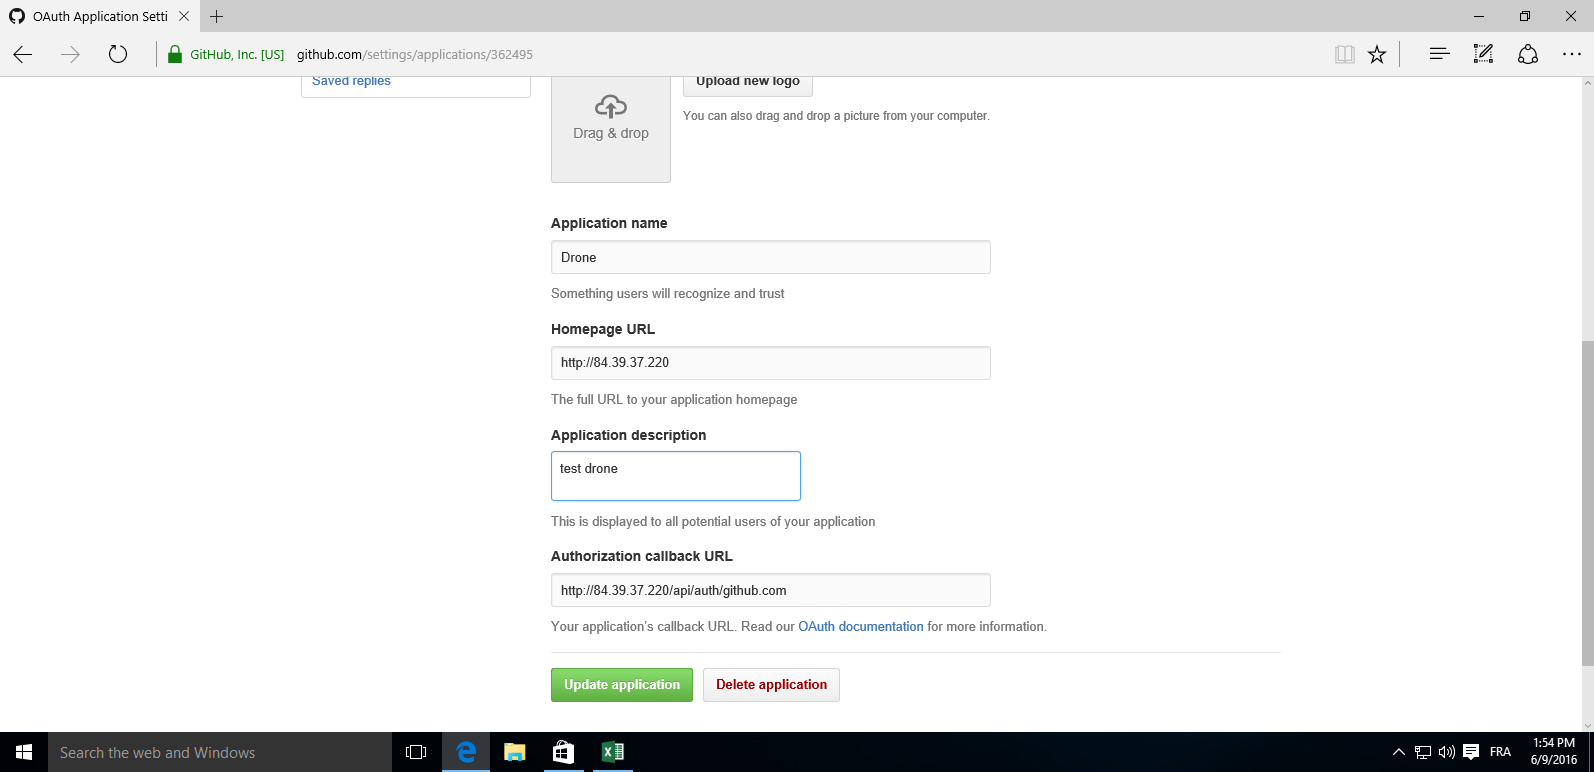 OAuth Application Setti
GitHub, Inc. [US] github.com/settings/applications/362495
Saved replies
Upload new logo
You can also drag and drop a picture from your computer.
Drag & drop
Application name
Drone
Something users will recognize and trust
Homepage URL
http://84.39.37.220
The full URL to your application homepage
Application description
test drone
This is displayed to all potential users of your application
Authorization callback URL
http://84.39.37.220/api/auth/github.com
Your application's callback URL. Read our OAuth documentation for more information.
Update application Delete application
Search the web and Windows
FRA
1:54 PM
6/9/2016